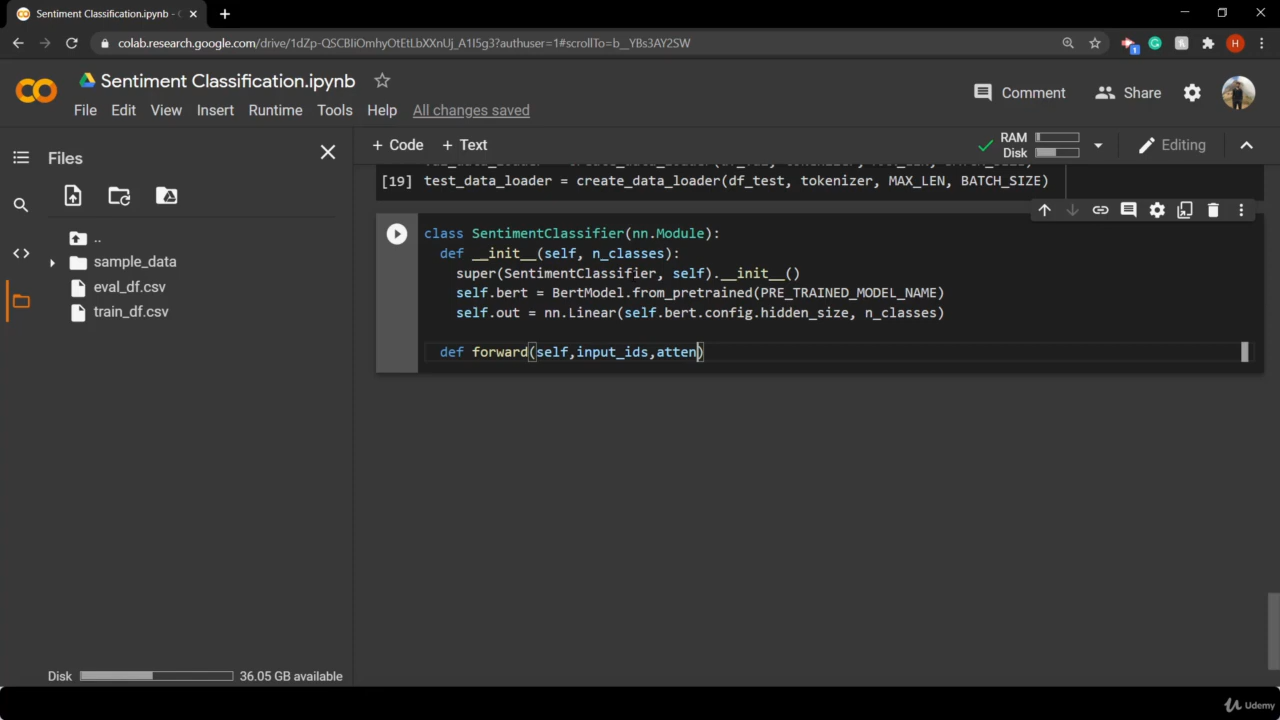 Sentiment Classification.ipynb - C
colab.research.google.com/drive/1dZp-QSCBIiOmhyOtEtLbXXnUj_A1I5g3?authuser=1#scrollTo=b__YBs3AY2SW
1
H
Sentiment Classification.ipynb
File Edit View Insert Runtime Tools Help All changes saved
Comment Share
Files
+ Code + Text
RAM
Disk
Editing
..
sample_data
eval_df.csv
train_df.csv
[19] test_data_loader = create_data_loader(df_test, tokenizer, MAX_LEN, BATCH_SIZE)
class SentimentClassifier(nn.Module):
def __init__(self, n_classes):
super(SentimentClassifier, self).__init__()
self.bert = BertModel.from_pretrained(PRE_TRAINED_MODEL_NAME)
self.out = nn.Linear(self.bert.config.hidden_size, n_classes)
def forward(self,input_ids,atten)
Disk 36.05 GB available
Udemy